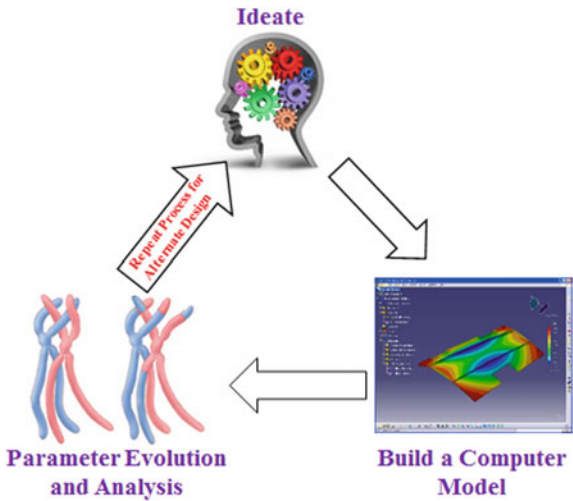 Ideate
Repeat Process for
Alternate Design
Parameter Evolution
and Analysis
Build a Computer
Model